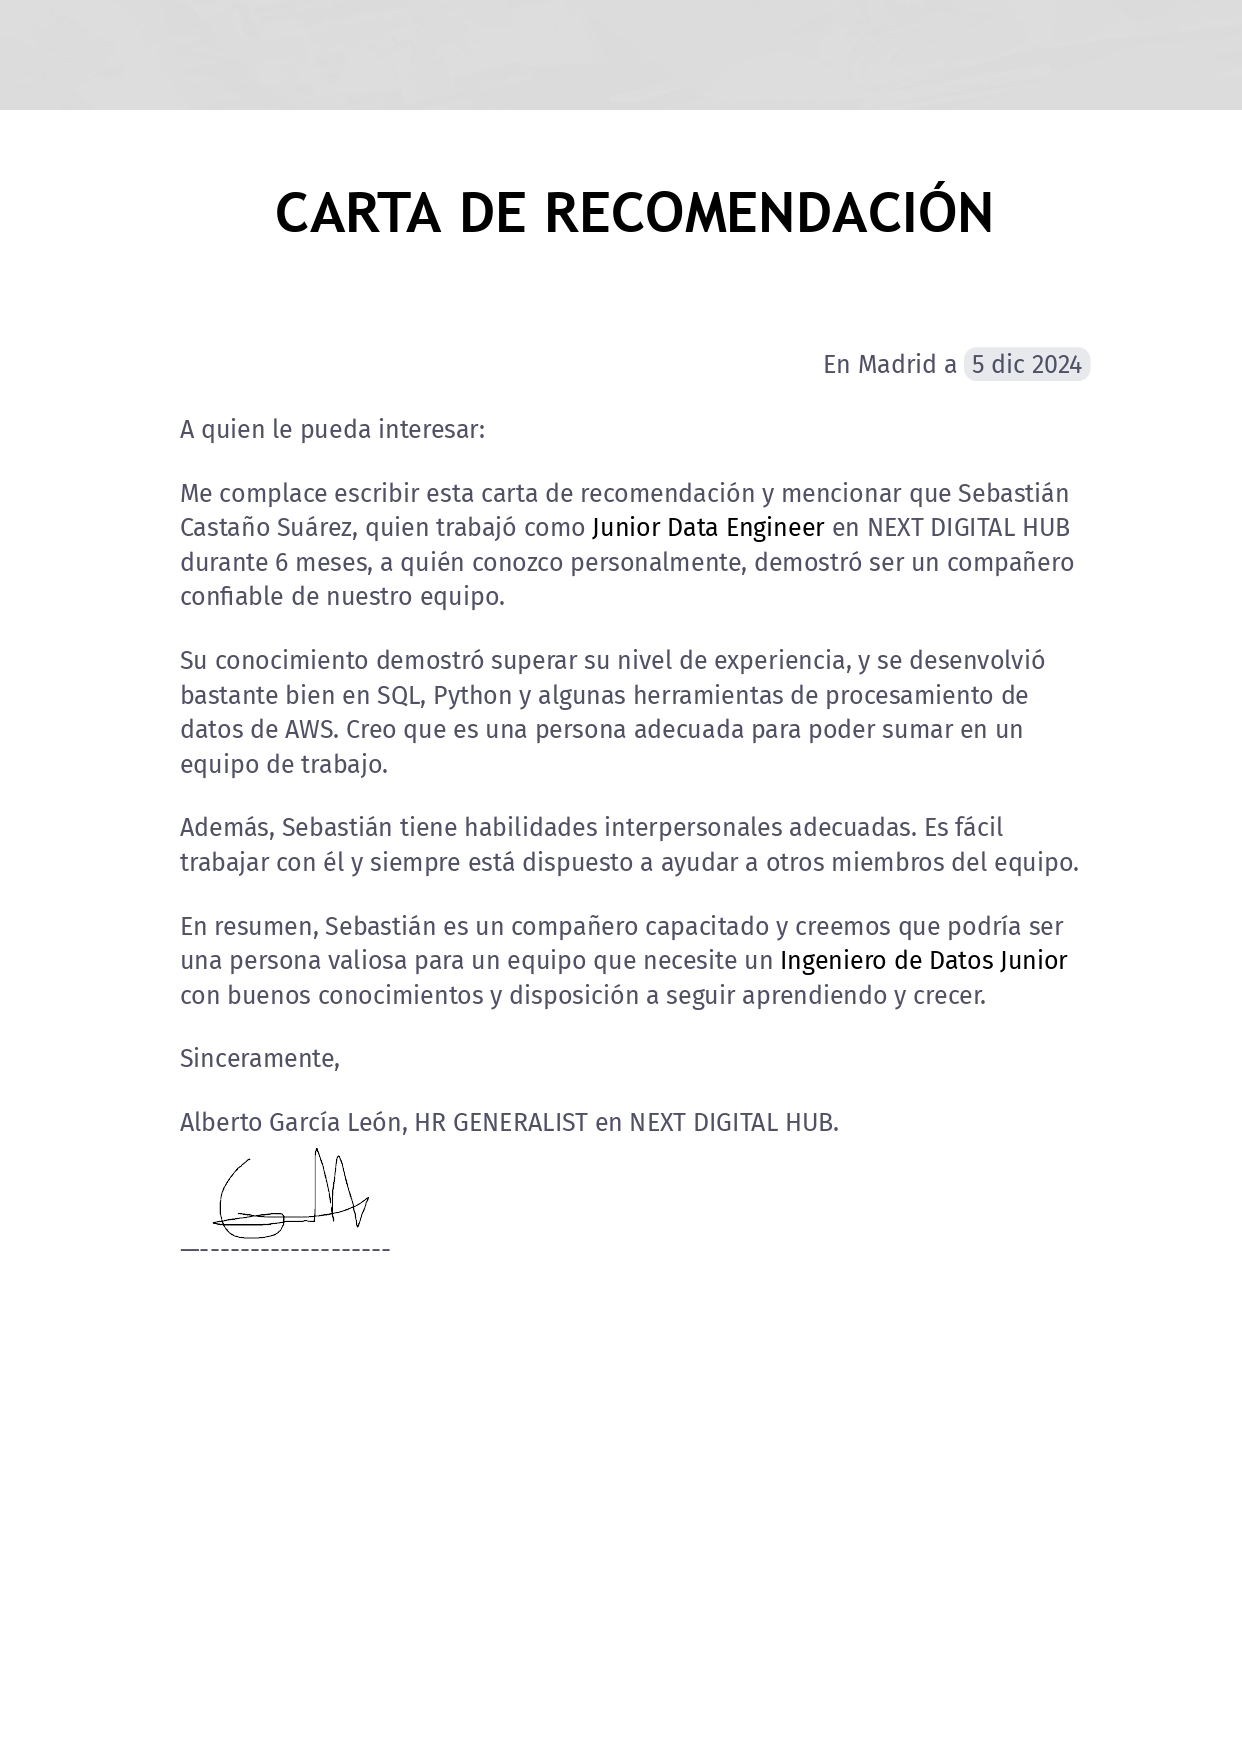 CARTA DE RECOMENDACIÓN
En Madrid a 5 dic 2024
A quien le pueda interesar:
Me complace escribir esta carta de recomendación y mencionar que Sebastián
Castaño Suárez, quien trabajó como Junior Data Engineer en NEXT DIGITAL HUB
durante 6 meses, a quién conozco personalmente, demostró ser un compañero
confiable de nuestro equipo.
Su conocimiento demostró superar su nivel de experiencia, y se desenvolvió
bastante bien en SQL, Python y algunas herramientas de procesamiento de
datos de AWS. Creo que es una persona adecuada para poder sumar en un
equipo de trabajo.
Además, Sebastián tiene habilidades interpersonales adecuadas. Es fácil
trabajar con él y siempre está dispuesto a ayudar a otros miembros del equipo.
En resumen, Sebastián es un compañero capacitado y creemos que podría ser
una persona valiosa para un equipo que necesite un Ingeniero de Datos Junior
con buenos conocimientos y disposición a seguir aprendiendo y crecer.
Sinceramente,
Alberto García León, HR GENERALIST en NEXT DIGITAL HUB.
—-------------------